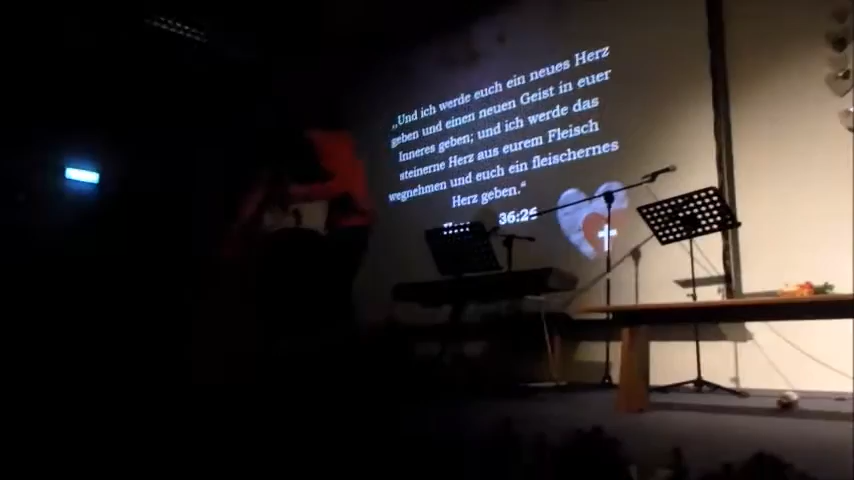 „Und ich werde euch ein neues Herz
geben und einen neuen Geist in euer
Inneres geben; und ich werde das
steinerne Herz aus eurem Fleisch
wegnehmen und euch ein fleischernes
Herz geben.“
36:26